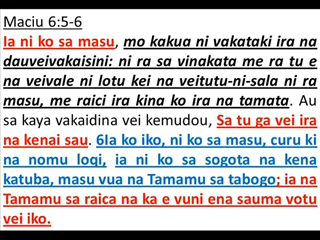 Maciu 6:5-6
Ia ni ko sa masu, mo kakua ni vakataki ira na
dauveivakaisini: ni ra sa vinakata me ra tu e
na veivale ni lotu kei na veitutu-ni-sala ni ra
masu, me raici ira kina ko ira na tamata. Au
sa kaya vakaidina vei kemudou, Sa tu ga vei ira
na kenai sau. 6Ia ko iko, ni ko sa masu, curu ki
na nomu loqi, ia ni ko sa sogota na kena
katuba, masu vua na Tamamu sa tabogo; ia na
Tamamu sa raica na ka e vuni ena sauma votu
vei iko.